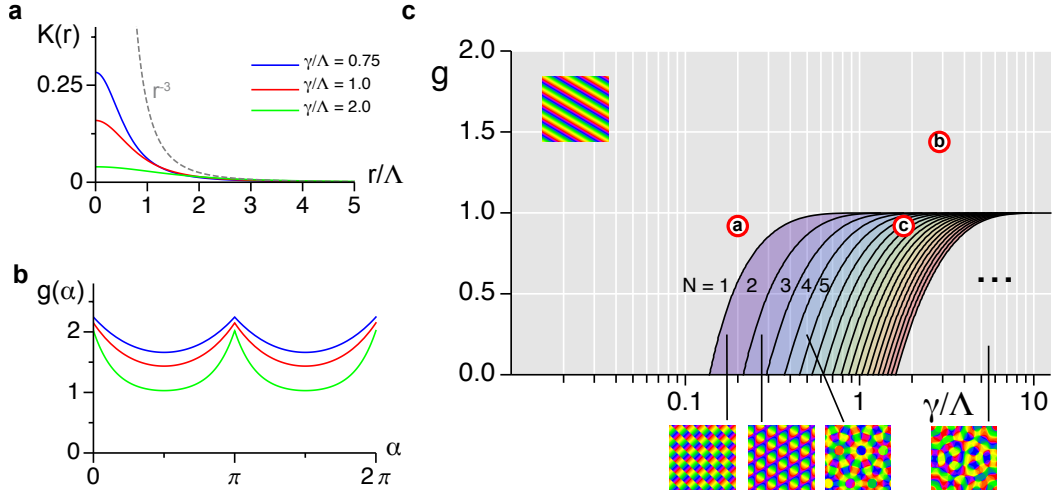 a
K(r)
0.25
0
γ/Λ = 0.75
γ/Λ = 1.0
γ/Λ = 2.0
r⁻³
0 1 2 3 4 5
r/Λ
b
g(α)
2
1
0
0 π 2 π
α
c
g
2.0
1.5
1.0
0.5
0.0
b
a
c
N = 1 2 3 4 5
...
0.1 1 γ/Λ 10